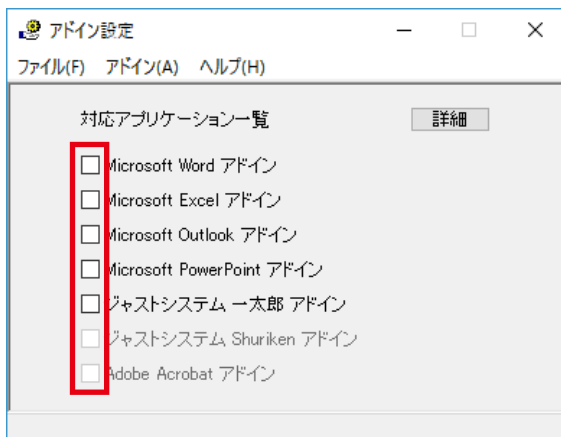 アドイン設定
ファイル(F) アドイン(A) ヘルプ(H)
対応アプリケーション一覧 詳細
Microsoft Word アドイン
Microsoft Excel アドイン
Microsoft Outlook アドイン
Microsoft PowerPoint アドイン
ジャストシステム 一太郎 アドイン
ジャストシステム Shuriken アドイン
Adobe Acrobat アドイン